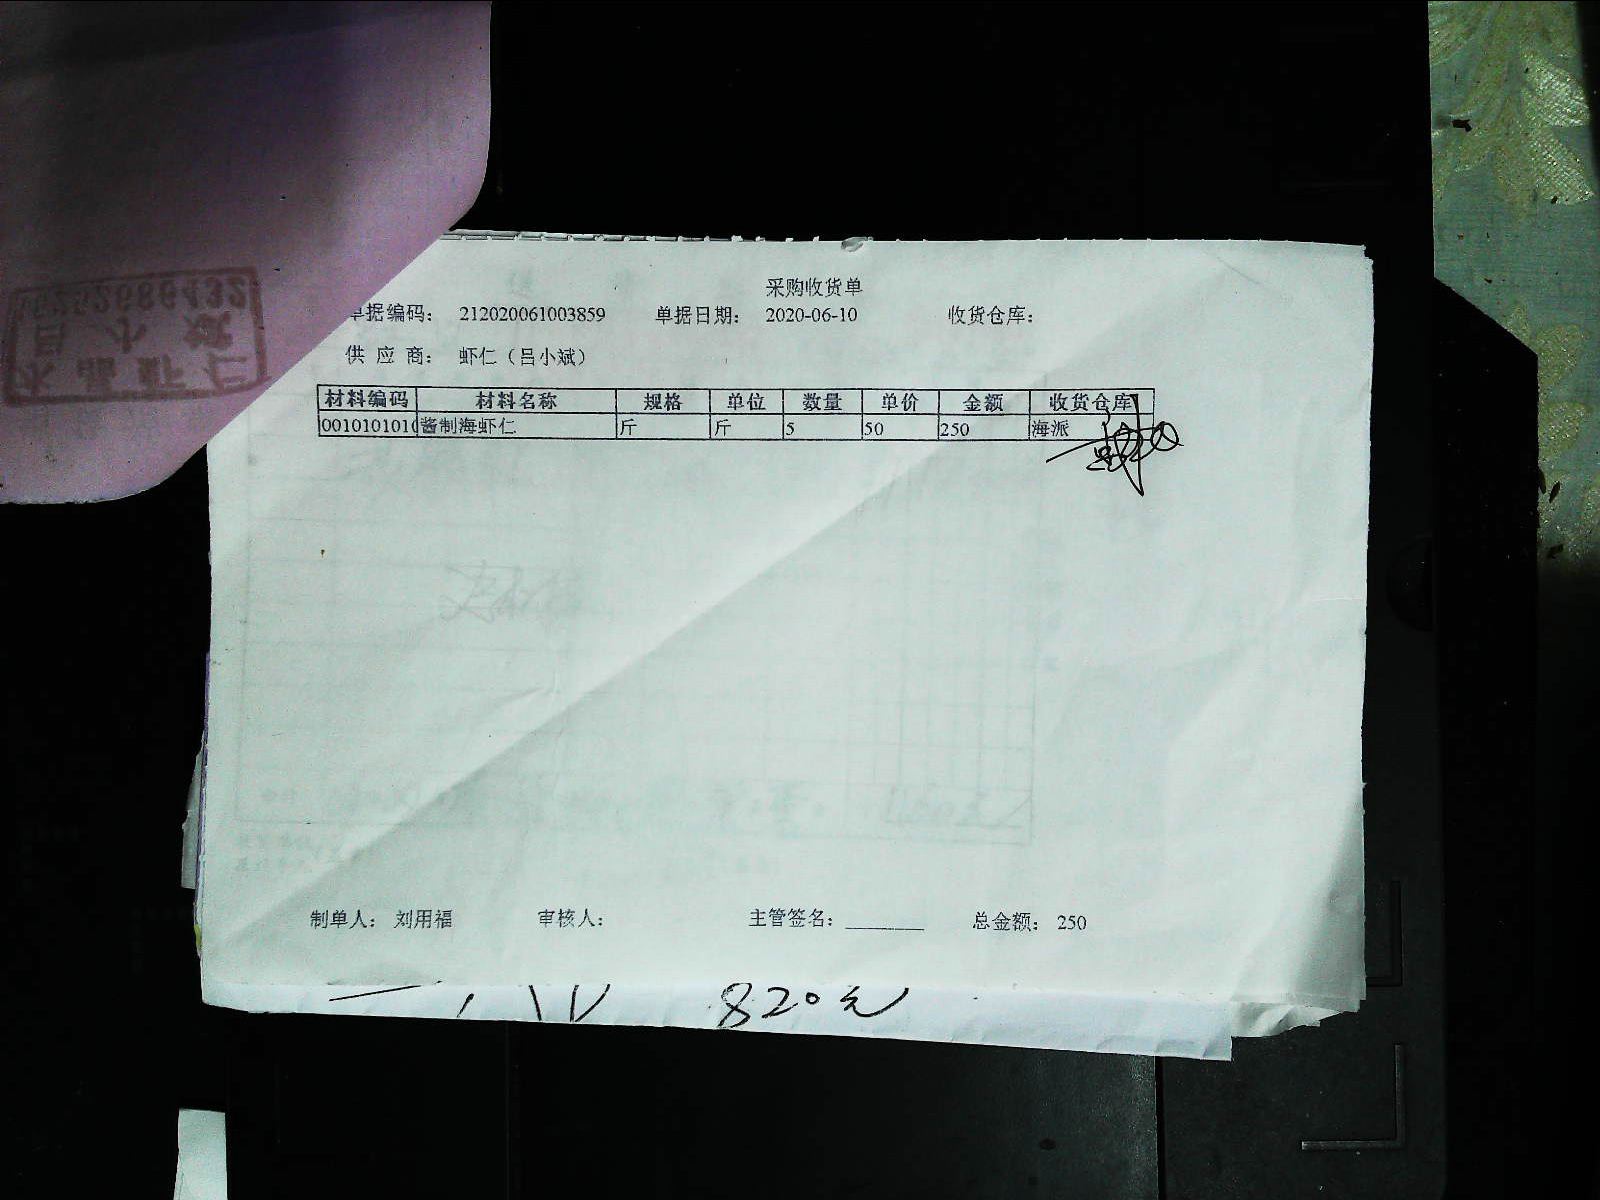 采购收货单
单据编码： 212020061003859 单据日期： 2020-06-10 收货仓库：
供 应 商： 虾仁（吕小斌）
材料编码 材料名称 规格 单位 数量 单价 金额 收货仓库
0010101010 酱制海虾仁 斤 斤 5 50 250 海派
制单人： 刘用福 审核人： 主管签名： 总金额： 250
820元